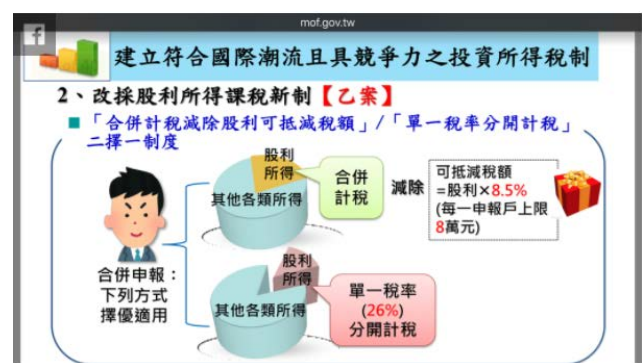 mof.gov.tw
f
建立符合國際潮流且具競爭力之投資所得稅制
2、改採股利所得課稅新制【乙案】
「合併計稅減除股利可抵減稅額」/「單一稅率分開計稅」
二擇一制度
股利
所得
其他各類所得
合併
計稅
減除
可抵減稅額
=股利×8.5%
(每一申報戶上限
8萬元)
合併申報：
下列方式
擇優適用
股利
所得
其他各類所得
單一稅率
(26%)
分開計稅